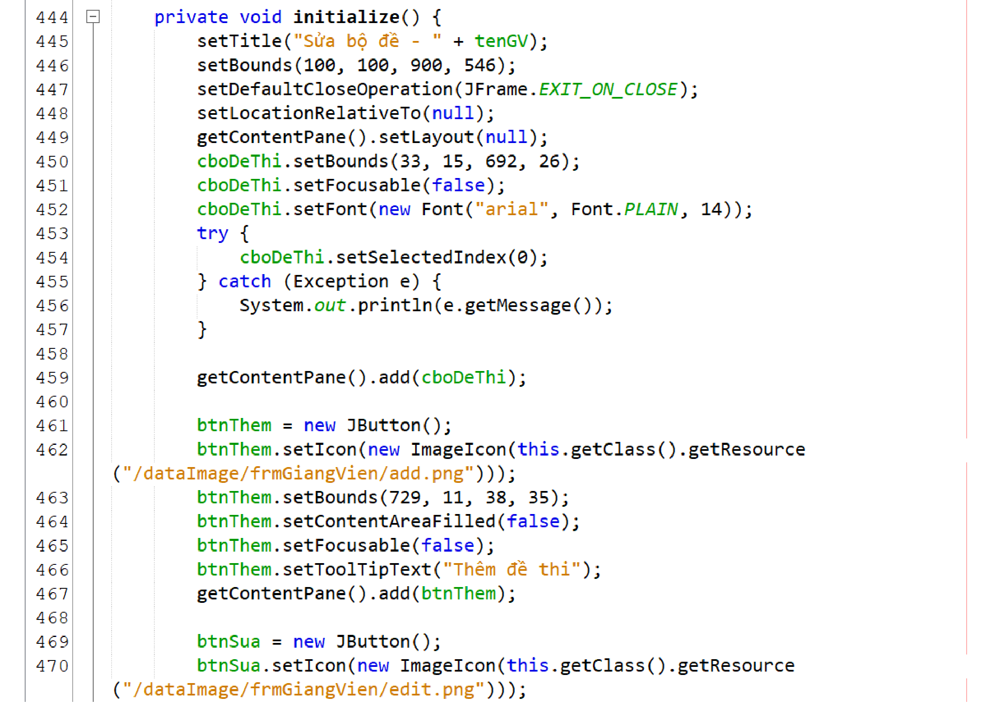 444 private void initialize() {
445 setTitle("Sửa bộ đề - " + tenGV);
446 setBounds(100, 100, 900, 546);
447 setDefaultCloseOperation(JFrame.EXIT_ON_CLOSE);
448 setLocationRelativeTo(null);
449 getContentPane().setLayout(null);
450 cboDeThi.setBounds(33, 15, 692, 26);
451 cboDeThi.setFocusable(false);
452 cboDeThi.setFont(new Font("arial", Font.PLAIN, 14));
453 try {
454 cboDeThi.setSelectedIndex(0);
455 } catch (Exception e) {
456 System.out.println(e.getMessage());
457 }
458
459 getContentPane().add(cboDeThi);
460
461 btnThem = new JButton();
462 btnThem.setIcon(new ImageIcon(this.getClass().getResource
("/dataImage/frmGiangVien/add.png")));
463 btnThem.setBounds(729, 11, 38, 35);
464 btnThem.setContentAreaFilled(false);
465 btnThem.setFocusable(false);
466 btnThem.setToolTipText("Thêm đề thi");
467 getContentPane().add(btnThem);
468
469 btnSua = new JButton();
470 btnSua.setIcon(new ImageIcon(this.getClass().getResource
("/dataImage/frmGiangVien/edit.png")));